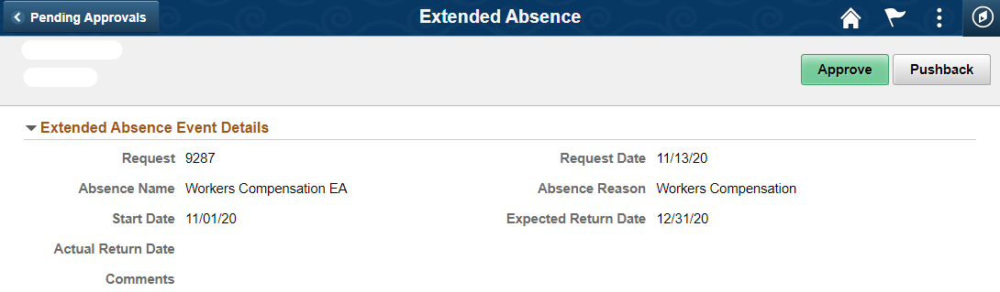 Pending Approvals
Extended Absence
Approve
Pushback
Extended Absence Event Details
Request 9287
Request Date 11/13/20
Absence Name Workers Compensation EA
Absence Reason Workers Compensation
Start Date 11/01/20
Expected Return Date 12/31/20
Actual Return Date
Comments